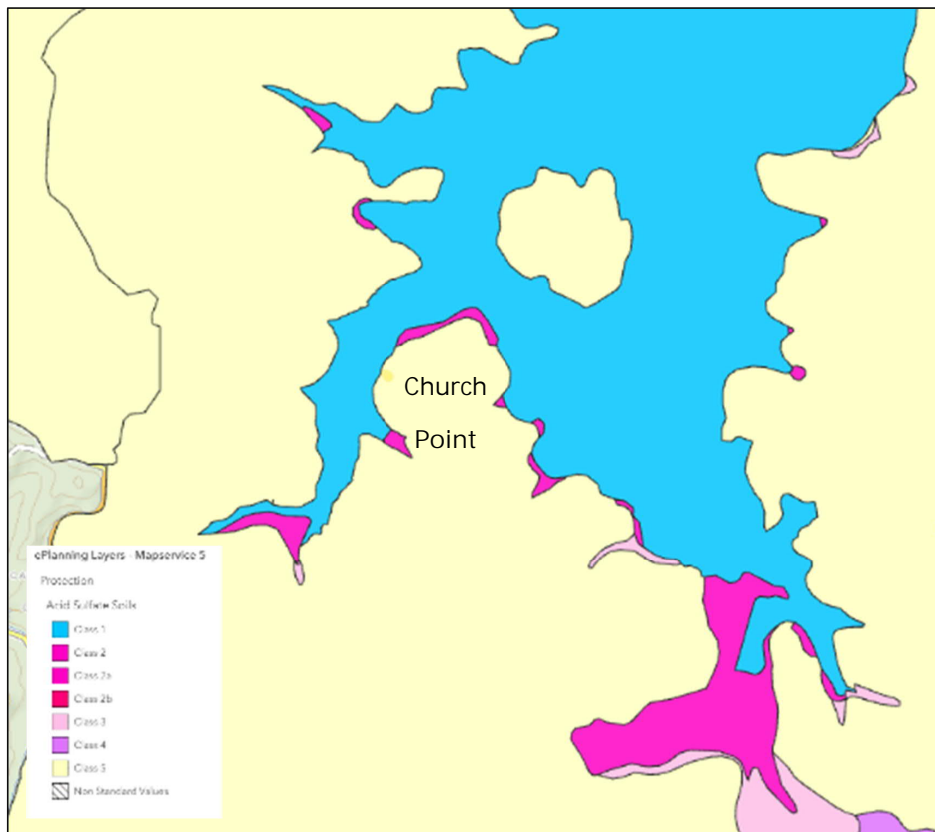 Church
Point
ePlanning Layers - Mapservice 5
Protection
Acid Sulfate Soils
Class 1
Class 2
Class 2a
Class 2b
Class 3
Class 4
Class 5
Non Standard Values